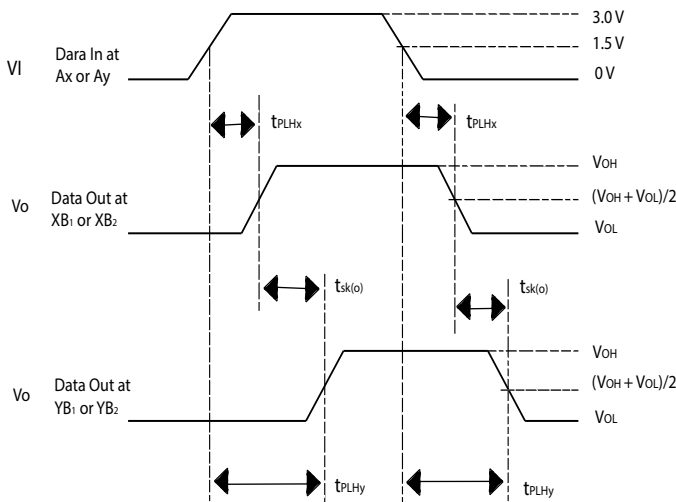 3.0 V
VI
Dara In at
Ax or Ay
1.5 V
0 V
tPLHx
tPLHx
Vo
Data Out at
XB1 or XB2
VOH
(VOH + VOL)/2
VOL
tsk(o)
tsk(o)
Vo
Data Out at
YB1 or YB2
VOH
(VOH + VOL)/2
VOL
tPLHy
tPLHy